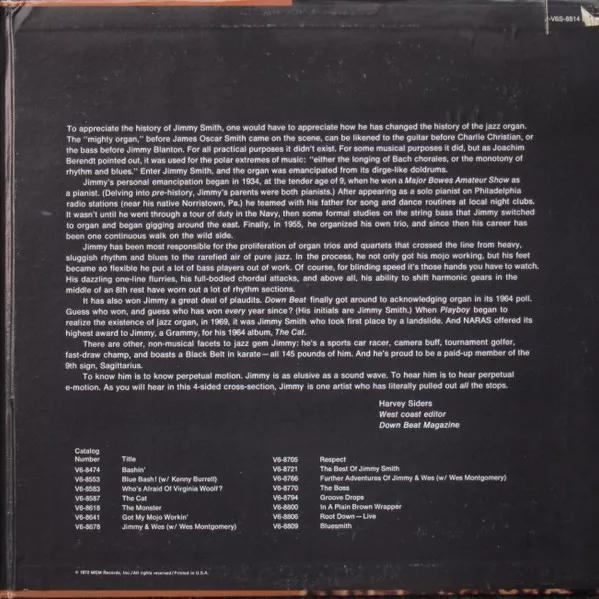 -V6S-8814
To appreciate the history of Jimmy Smith, one would have to appreciate how he has changed the history of the jazz organ.
The "mighty organ," before James Oscar Smith came on the scene, can be likened to the guitar before Charlie Christian, or
the bass before Jimmy Blanton. For all practical purposes it didn't exist. For some musical purposes it did, but as Joachim
Berendt pointed out, it was used for the polar extremes of music: "either the longing of Bach chorales, or the monotony of
rhythm and blues." Enter Jimmy Smith, and the organ was emancipated from its dirge-like doldrums.
Jimmy's personal emancipation began in 1934, at the tender age of 9, when he won a Major Bowes Amateur Show as
a pianist. (Delving into pre-history, Jimmy's parents were both pianists.) After appearing as a solo pianist on Philadelphia
radio stations (near his native Norristown, Pa.) he teamed with his father for song and dance routines at local night clubs.
It wasn't until he went through a tour of duty in the Navy, then some formal studies on the string bass that Jimmy switched
to organ and began gigging around the east. Finally, in 1955, he organized his own trio, and since then his career has
been one continuous walk on the wild side.
Jimmy has been most responsible for the proliferation of organ trios and quartets that crossed the line from heavy,
sluggish rhythm and blues to the rarefied air of pure jazz. In the process, he not only got his mojo working, but his feet
became so flexible he put a lot of bass players out of work. Of course, for blinding speed it's those hands you have to watch.
His dazzling one-line flurries, his full-bodied chordal attacks, and above all, his ability to shift harmonic gears in the
middle of an 8th rest have worn out a lot of rhythm sections.
It has also won Jimmy a great deal of plaudits. Down Beat finally got around to acknowledging organ in its 1964 poll.
Guess who won, and guess who has won every year since? (His initials are Jimmy Smith.) When Playboy began to
realize the existence of jazz organ, in 1969, it was Jimmy Smith who took first place by a landslide. And NARAS offered its
highest award to Jimmy, a Grammy, for his 1964 album, The Cat.
There are other, non-musical facets to jazz gem Jimmy: he's a sports car racer, camera buff, tournament golfer,
fast-draw champ, and boasts a Black Belt in karate—all 145 pounds of him. And he's proud to be a paid-up member of the
9th sign, Sagittarius.
To know him is to know perpetual motion. Jimmy is as elusive as a sound wave. To hear him is to hear perpetual
e-motion. As you will hear in this 4-sided cross-section, Jimmy is one artist who has literally pulled out all the stops.
Harvey Siders
West coast editor
Down Beat Magazine
Catalog
Number Title
V6-8474 Bashin'
V6-8553 Blue Bash! (w/ Kenny Burrell)
V6-8583 Who's Afraid Of Virginia Woolf?
V6-8587 The Cat
V6-8618 The Monster
V6-8641 Got My Mojo Workin'
V6-8678 Jimmy & Wes (w/ Wes Montgomery)
V6-8705 Respect
V6-8721 The Best Of Jimmy Smith
V6-8766 Further Adventures Of Jimmy & Wes (w/ Wes Montgomery)
V6-8770 The Boss
V6-8794 Groove Drops
V6-8800 In A Plain Brown Wrapper
V6-8806 Root Down—Live
V6-8809 Bluesmith
© 1972 MGM Records, Inc./All rights reserved/Printed in U.S.A.